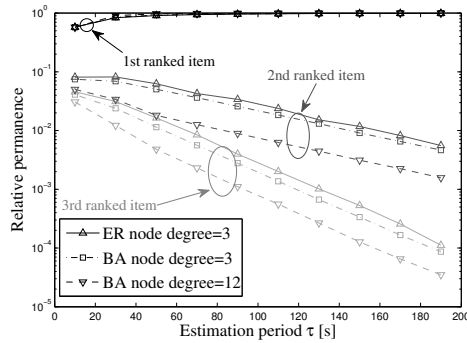 10^0
10^-1
10^-2
10^-3
10^-4
10^-5
Relative permanence
1st ranked item
2nd ranked item
3rd ranked item
ER node degree=3
BA node degree=3
BA node degree=12
0 20 40 60 80 100 120 140 160 180 200
Estimation period τ [s]